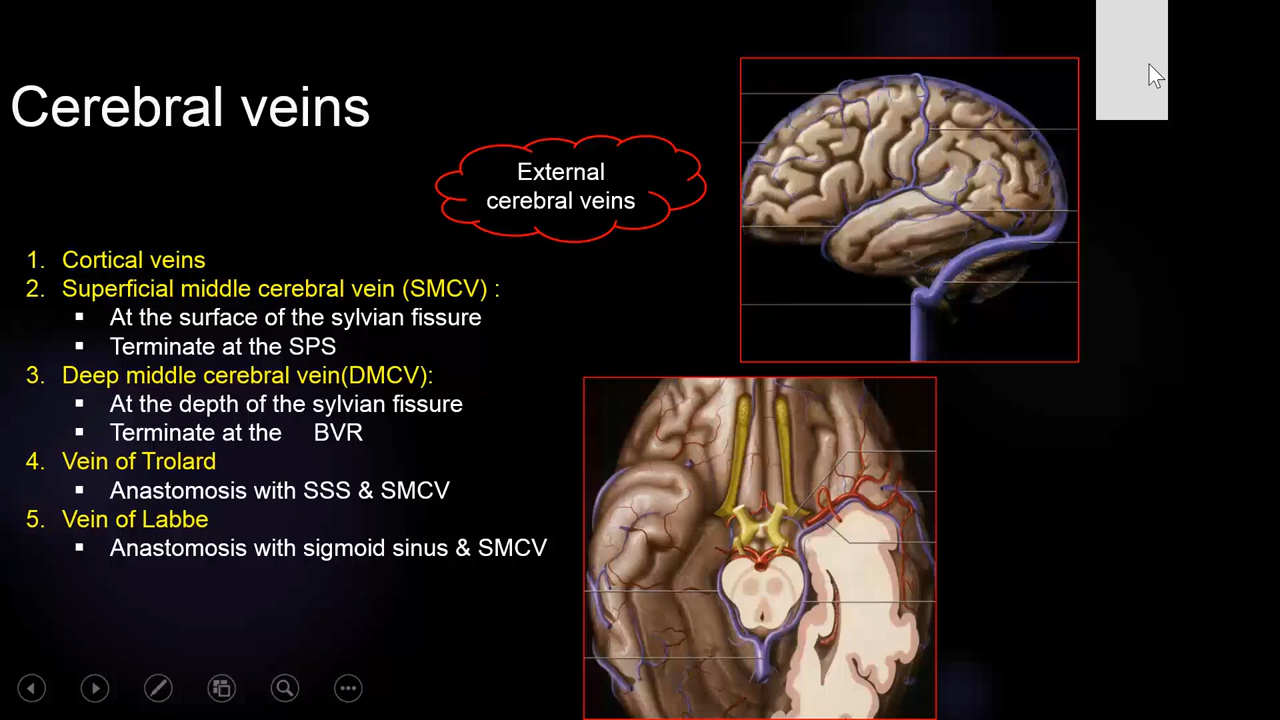 Cerebral veins
External
cerebral veins
1. Cortical veins
2. Superficial middle cerebral vein (SMCV) :
▪ At the surface of the sylvian fissure
▪ Terminate at the SPS
3. Deep middle cerebral vein(DMCV):
▪ At the depth of the sylvian fissure
▪ Terminate at the BVR
4. Vein of Trolard
▪ Anastomosis with SSS & SMCV
5. Vein of Labbe
▪ Anastomosis with sigmoid sinus & SMCV